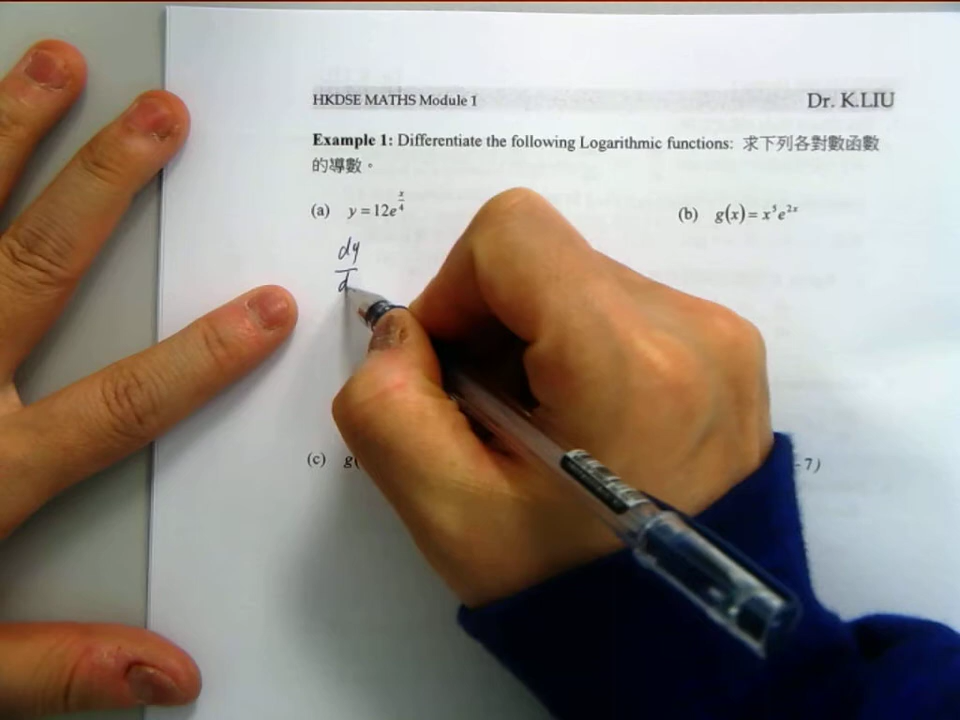 HKDSE MATHS Module 1 Dr. K.LIU
Example 1: Differentiate the following Logarithmic functions: 求下列各對數函數
的導數。
(a) y = 12e^{x/4} (b) g(x) = x^5 e^{2x}
dy
d
(c) g( - 7)